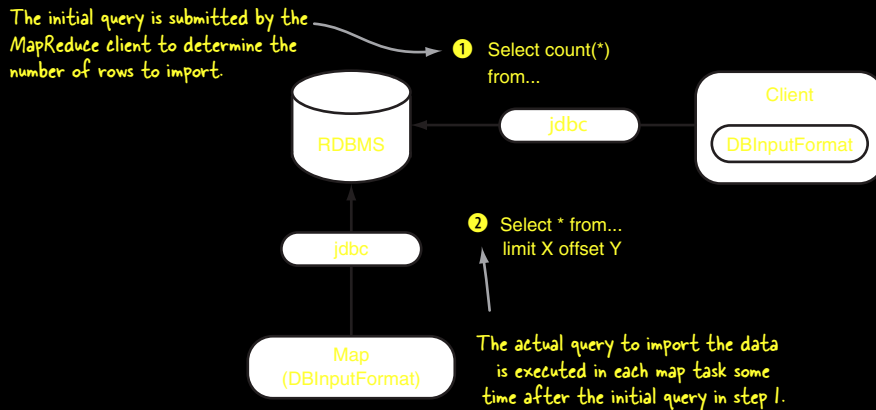 The initial query is submitted by the
MapReduce client to determine the
number of rows to import.
1 Select count(*)
from...
Client
DBInputFormat
jdbc
RDBMS
2 Select * from...
limit X offset Y
jdbc
Map
(DBInputFormat)
The actual query to import the data
is executed in each map task some
time after the initial query in step 1.